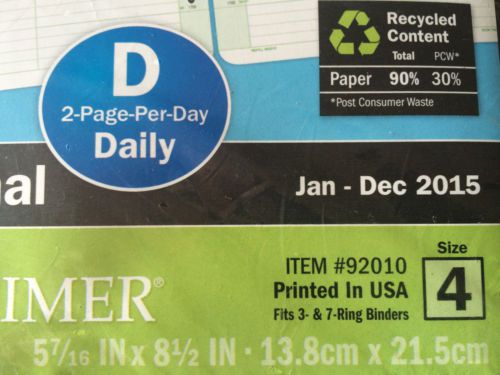 D
2-Page-Per-Day
Daily
Recycled
Content
Total PCW*
Paper 90% 30%
*Post Consumer Waste
nal
Jan - Dec 2015
IMER®
ITEM #92010
Printed In USA
Fits 3- & 7-Ring Binders
Size
4
5 7/16 IN x 8 1/2 IN · 13.8cm x 21.5cm